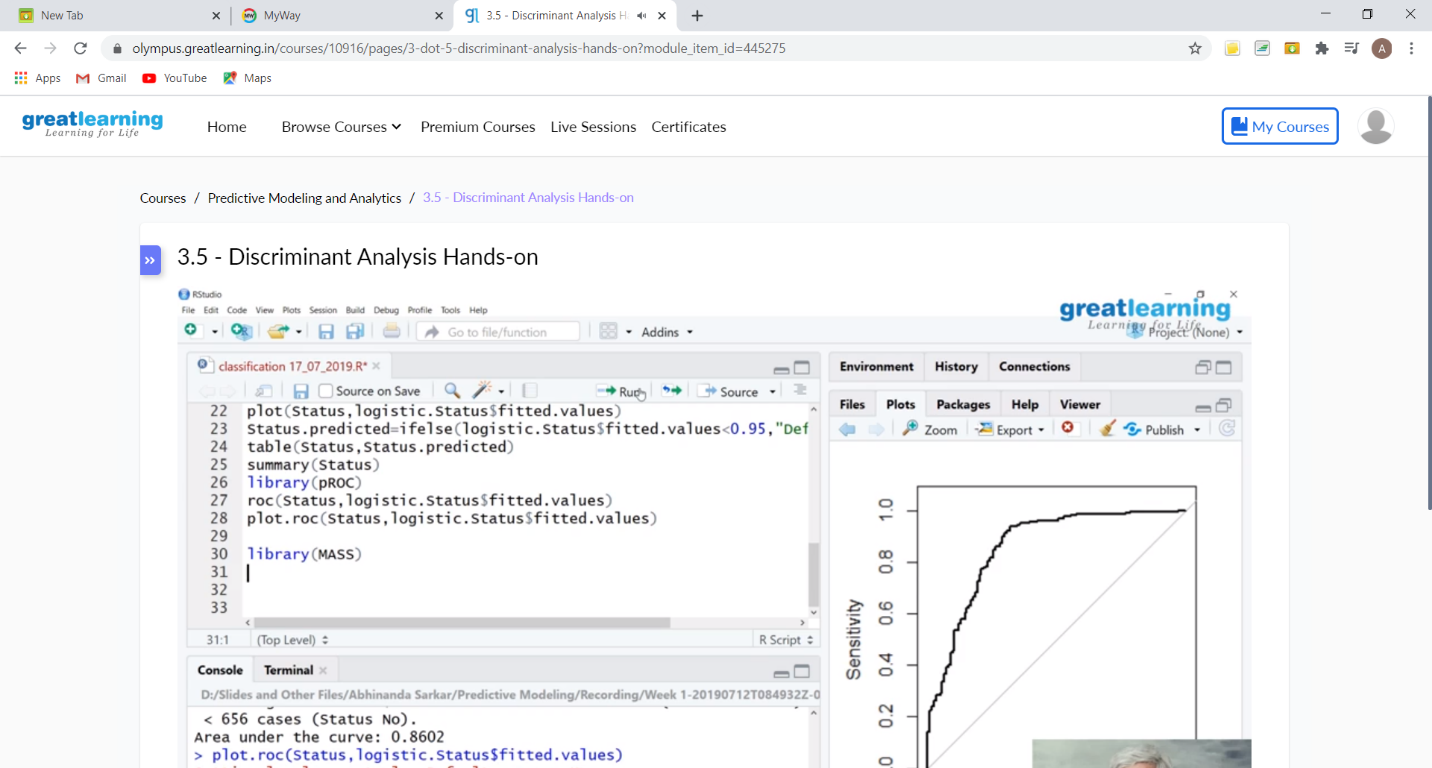 New Tab
MyWay
3.5 - Discriminant Analysis H
olympus.greatlearning.in/courses/10916/pages/3-dot-5-discriminant-analysis-hands-on?module_item_id=445275
A
Apps Gmail YouTube Maps
greatlearning
Learning for Life
Home Browse Courses Premium Courses Live Sessions Certificates
My Courses
Courses / Predictive Modeling and Analytics / 3.5 - Discriminant Analysis Hands-on
3.5 - Discriminant Analysis Hands-on
RStudio
File Edit Code View Plots Session Build Debug Profile Tools Help
greatlearning
Learning for Life
Go to file/function Addins Project: (None)
classification 17_07_2019.R*
Source on Save Run Source
22 plot(Status,logistic.Status$fitted.values)
23 Status.predicted=ifelse(logistic.Status$fitted.values<0.95,"Def
24 table(Status,Status.predicted)
25 summary(Status)
26 library(pROC)
27 roc(Status,logistic.Status$fitted.values)
28 plot.roc(Status,logistic.Status$fitted.values)
29
30 library(MASS)
31
32
33
31:1 (Top Level) R Script
Console Terminal
D:/Slides and Other Files/Abhinanda Sarkar/Predictive Modeling/Recording/Week 1-20190712T084932Z-0
< 656 cases (Status No).
Area under the curve: 0.8602
> plot.roc(Status,logistic.Status$fitted.values)
Environment History Connections
Files Plots Packages Help Viewer
Zoom Export Publish
Sensitivity
1.0
0.8
0.6
0.4
0.2